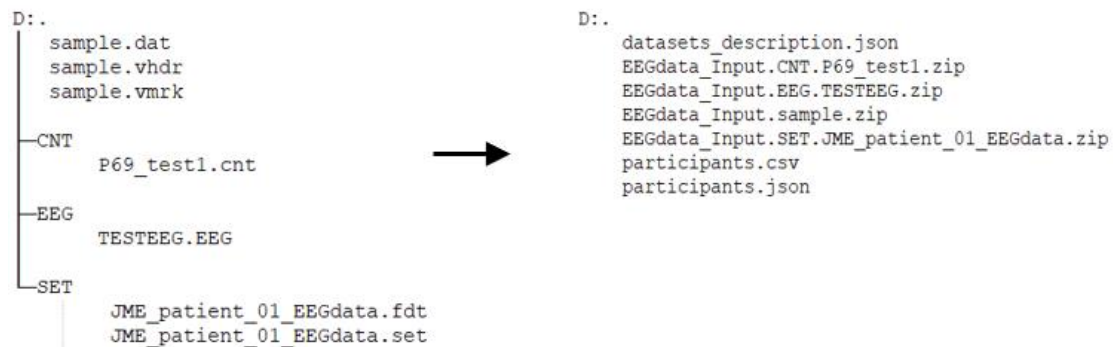 D:.
sample.dat
sample.vhdr
sample.vmrk
CNT
P69_test1.cnt
EEG
TESTEEG.EEG
SET
JME_patient_01_EEGdata.fdt
JME_patient_01_EEGdata.set
D:.
datasets_description.json
EEGdata_Input.CNT.P69_test1.zip
EEGdata_Input.EEG.TESTEEG.zip
EEGdata_Input.sample.zip
EEGdata_Input.SET.JME_patient_01_EEGdata.zip
participants.csv
participants.json